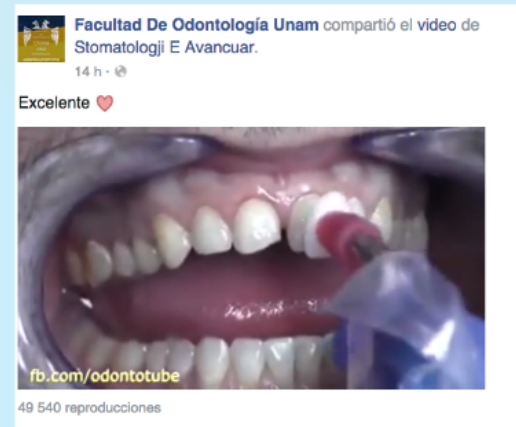 Facultad De Odontología Unam compartió el video de
Stomatologji E Avancuar.
14 h ·
Excelente
fb.com/odontotube
49 540 reproducciones